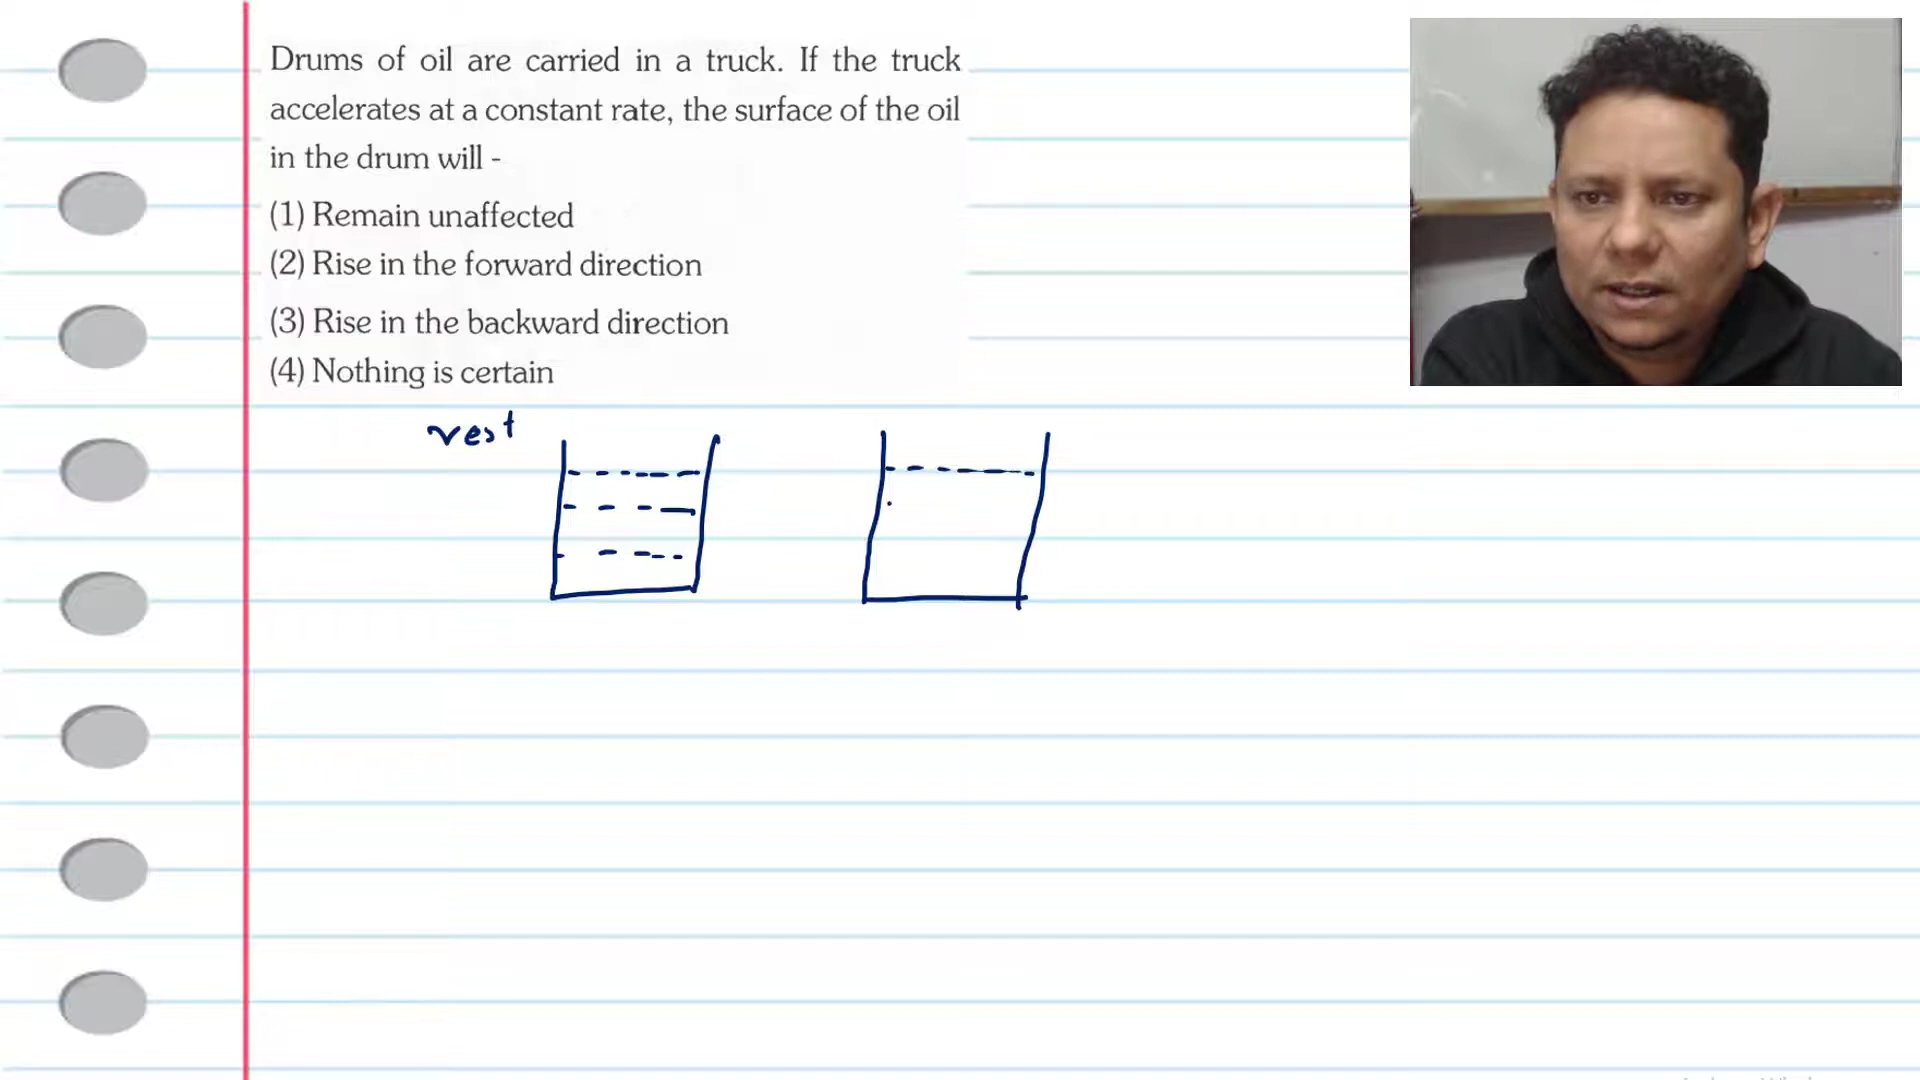 Drums of oil are carried in a truck. If the truck
accelerates at a constant rate, the surface of the oil
in the drum will -
(1) Remain unaffected
(2) Rise in the forward direction
(3) Rise in the backward direction
(4) Nothing is certain
rest